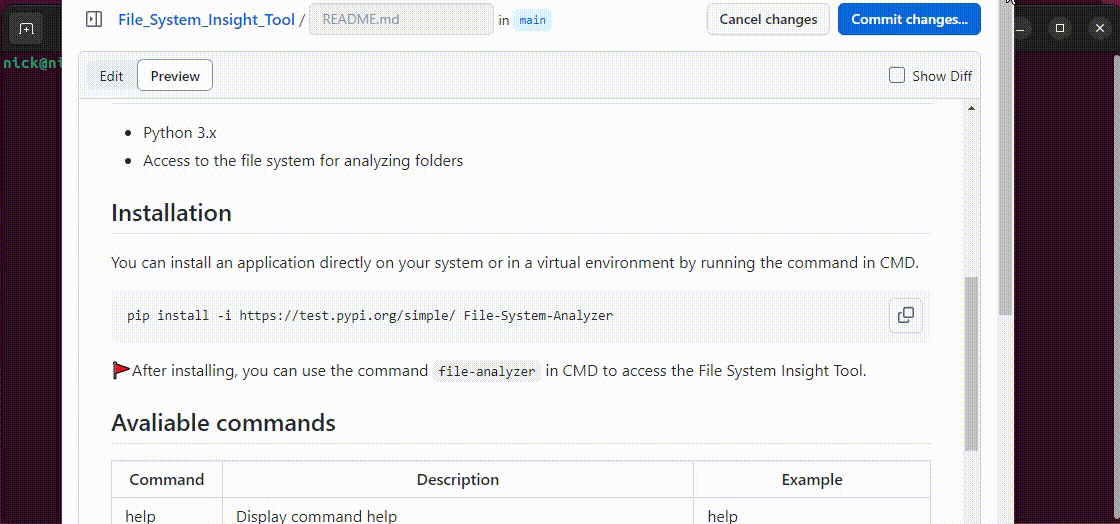 File_System_Insight_Tool / README.md in main Cancel changes Commit changes...
nick@ni
Edit Preview Show Diff
Python 3.x
Access to the file system for analyzing folders
Installation
You can install an application directly on your system or in a virtual environment by running the command in CMD.
pip install -i https://test.pypi.org/simple/ File-System-Analyzer
After installing, you can use the command file-analyzer in CMD to access the File System Insight Tool.
Avaliable commands
Command Description Example
help Display command help help